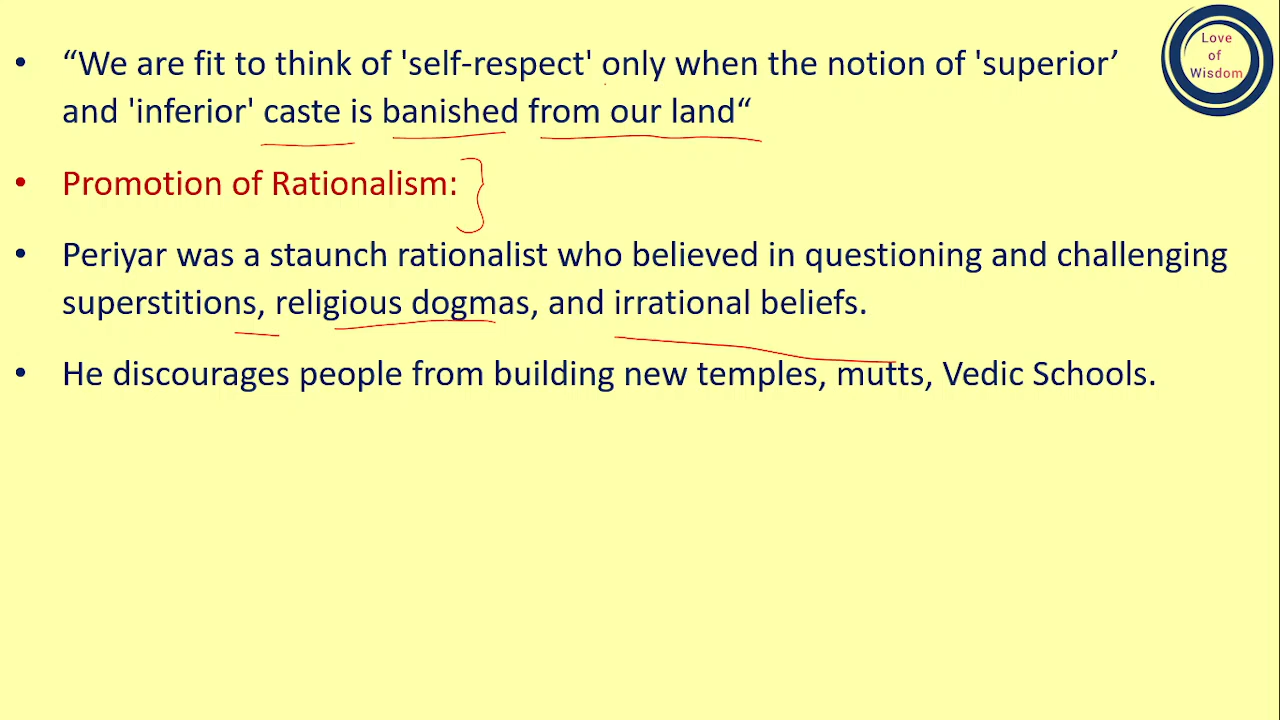 • “We are fit to think of 'self-respect' only when the notion of 'superior’
and 'inferior' caste is banished from our land“
• Promotion of Rationalism:
• Periyar was a staunch rationalist who believed in questioning and challenging
superstitions, religious dogmas, and irrational beliefs.
• He discourages people from building new temples, mutts, Vedic Schools.
Love
of
Wisdom